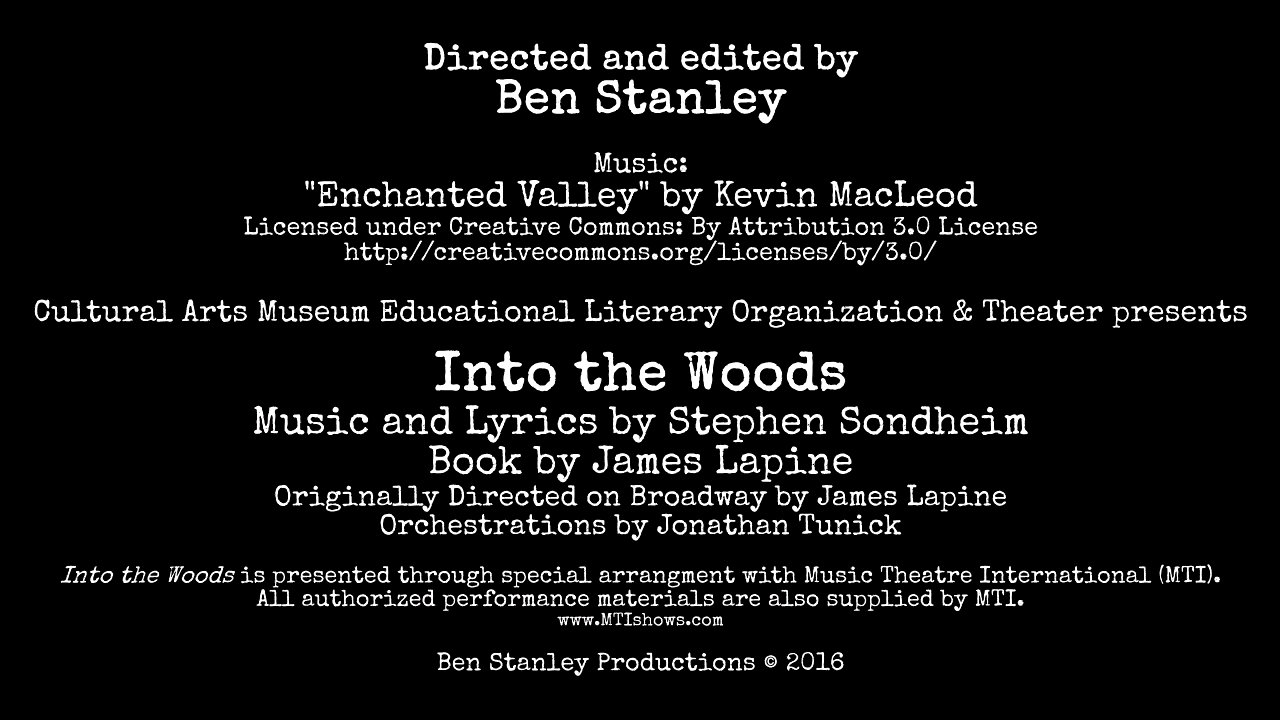 Directed and edited by
Ben Stanley
Music:
"Enchanted Valley" by Kevin MacLeod
Licensed under Creative Commons: By Attribution 3.0 License
http://creativecommons.org/licenses/by/3.0/
Cultural Arts Museum Educational Literary Organization & Theater presents
Into the Woods
Music and Lyrics by Stephen Sondheim
Book by James Lapine
Originally Directed on Broadway by James Lapine
Orchestrations by Jonathan Tunick
Into the Woods is presented through special arrangment with Music Theatre International (MTI).
All authorized performance materials are also supplied by MTI.
www.MTIshows.com
Ben Stanley Productions © 2016